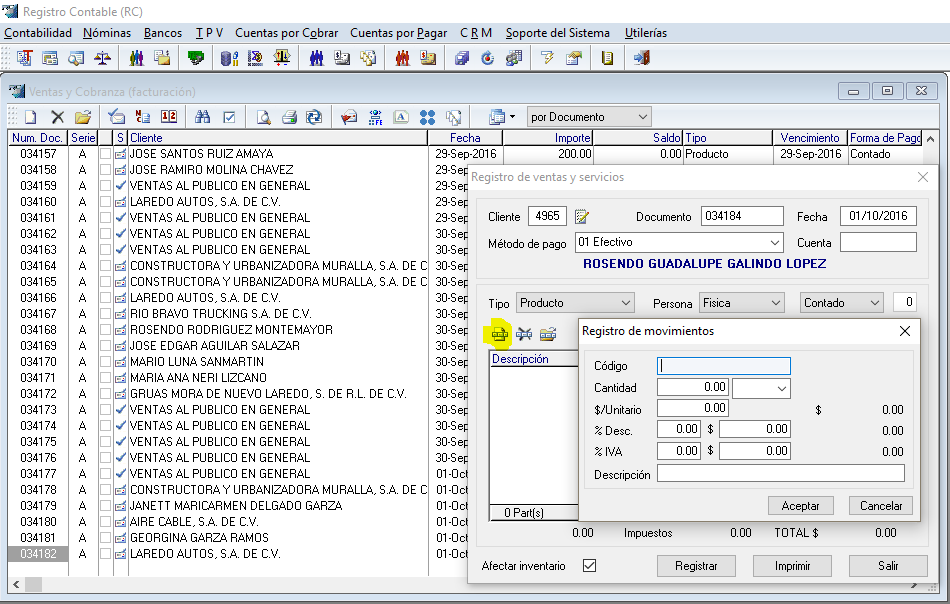 Registro Contable (RC)
Contabilidad Nóminas Bancos T P V Cuentas por Cobrar Cuentas por Pagar C R M Soporte del Sistema Utilerías
Ventas y Cobranza (facturación)
por Documento
Num. Doc. Serie S Cliente Fecha Importe Saldo Tipo Vencimiento Forma de Pago
034157 A JOSE SANTOS RUIZ AMAYA 29-Sep-2016 200.00 0.00 Producto 29-Sep-2016 Contado
034158 A JOSE RAMIRO MOLINA CHAVEZ 29-Sep
034159 A VENTAS AL PUBLICO EN GENERAL 29-Sep
034160 A LAREDO AUTOS, S.A. DE C.V. 29-Sep
034161 A VENTAS AL PUBLICO EN GENERAL 30-Sep
034162 A VENTAS AL PUBLICO EN GENERAL 30-Sep
034163 A VENTAS AL PUBLICO EN GENERAL 30-Sep
034164 A CONSTRUCTORA Y URBANIZADORA MURALLA, S.A. DE C 30-Sep
034165 A CONSTRUCTORA Y URBANIZADORA MURALLA, S.A. DE C 30-Sep
034166 A LAREDO AUTOS, S.A. DE C.V. 30-Sep
034167 A RIO BRAVO TRUCKING S.A. DE C.V. 30-Sep
034168 A ROSENDO RODRIGUEZ MONTEMAYOR 30-Sep
034169 A JOSE EDGAR AGUILAR SALAZAR 30-Sep
034170 A MARIO LUNA SANMARTIN 30-Sep
034171 A MARIA ANA NERI LIZCANO 30-Sep
034172 A GRUAS MORA DE NUEVO LAREDO, S. DE R.L. DE C.V. 30-Sep
034173 A VENTAS AL PUBLICO EN GENERAL 30-Sep
034174 A VENTAS AL PUBLICO EN GENERAL 30-Sep
034175 A VENTAS AL PUBLICO EN GENERAL 30-Sep
034176 A VENTAS AL PUBLICO EN GENERAL 30-Sep
034177 A VENTAS AL PUBLICO EN GENERAL 01-Oct
034178 A CONSTRUCTORA Y URBANIZADORA MURALLA, S.A. DE C 01-Oct
034179 A JANETT MARICARMEN DELGADO GARZA 01-Oct
034180 A AIRE CABLE, S.A. DE C.V. 01-Oct
034181 A GEORGINA GARZA RAMOS 01-Oct
034182 A LAREDO AUTOS, S.A. DE C.V. 01-Oct
Registro de ventas y servicios
Cliente 4965 Documento 034184 Fecha 01/10/2016
Método de pago 01 Efectivo Cuenta
ROSENDO GUADALUPE GALINDO LOPEZ
Tipo Producto Persona Fisica Contado 0
Descripción
0 Part(s)
0.00 Impuestos 0.00 TOTAL $ 0.00
Afectar inventario Registrar Imprimir Salir
Registro de movimientos
Código
Cantidad 0.00
$/Unitario 0.00 $ 0.00
% Desc. 0.00 $ 0.00 0.00
% IVA 0.00 $ 0.00 0.00
Descripción
Aceptar Cancelar